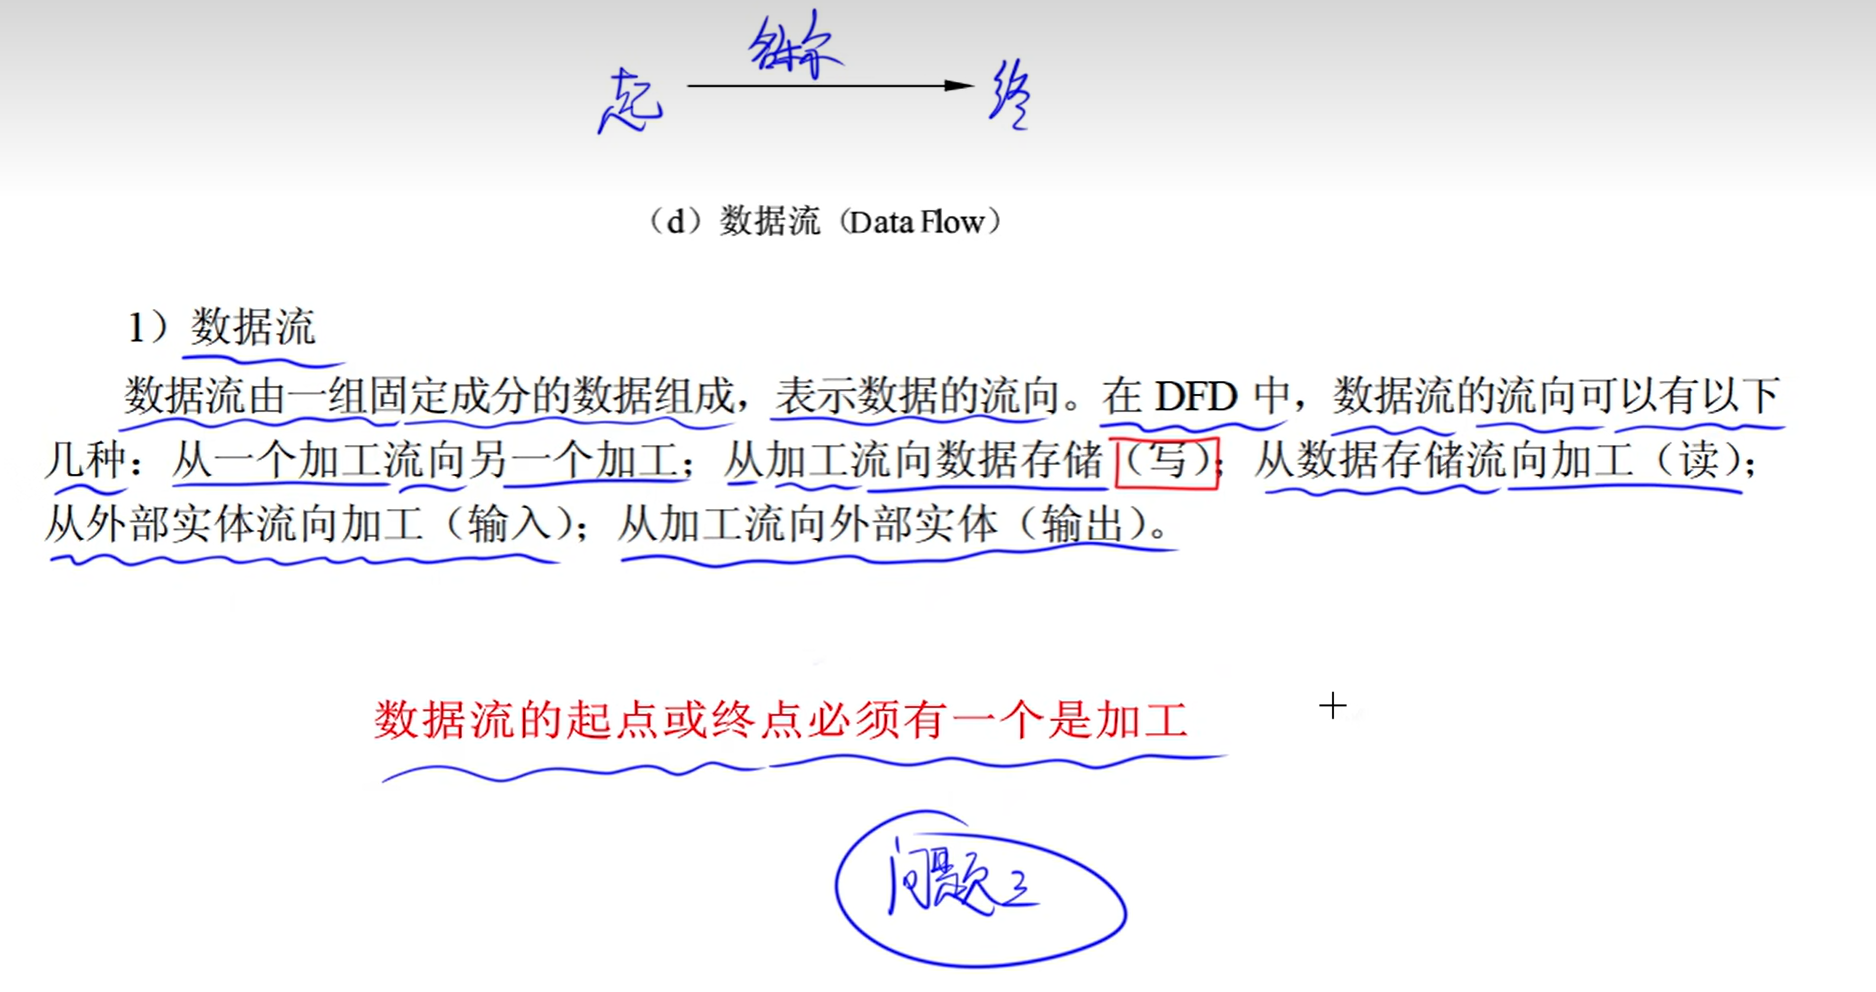 名称
起 终
（d）数据流（Data Flow）
1）数据流
数据流由一组固定成分的数据组成，表示数据的流向。在 DFD 中，数据流的流向可以有以下
几种：从一个加工流向另一个加工；从加工流向数据存储（写）；从数据存储流向加工（读）；
从外部实体流向加工（输入）；从加工流向外部实体（输出）。
数据流的起点或终点必须有一个是加工
问题三